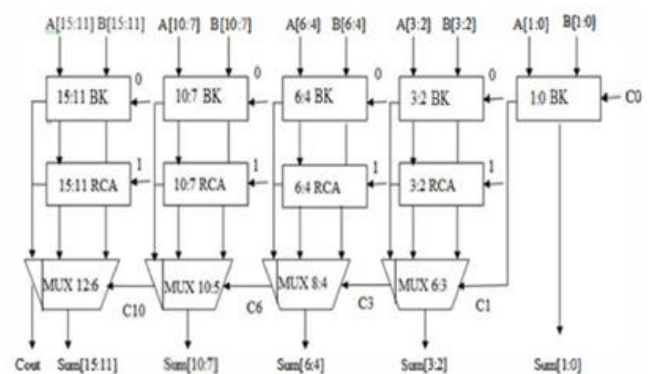 A[15:11] B[15:11] A[10:7] B[10:7] A[6:4] B[6:4] A[3:2] B[3:2] A[1:0] B[1:0]
0 0 0 0
15:11 BK 10:7 BK 6:4 BK 3:2 BK 1:0 BK C0
1 1 1 1
15:11 RCA 10:7 RCA 6:4 RCA 3:2 RCA
MUX 12:6 MUX 10:5 MUX 8:4 MUX 6:3
C10 C6 C3 C1
Cout Sum[15:11] Sum[10:7] Sum[6:4] Sum[3:2] Sum[1:0]